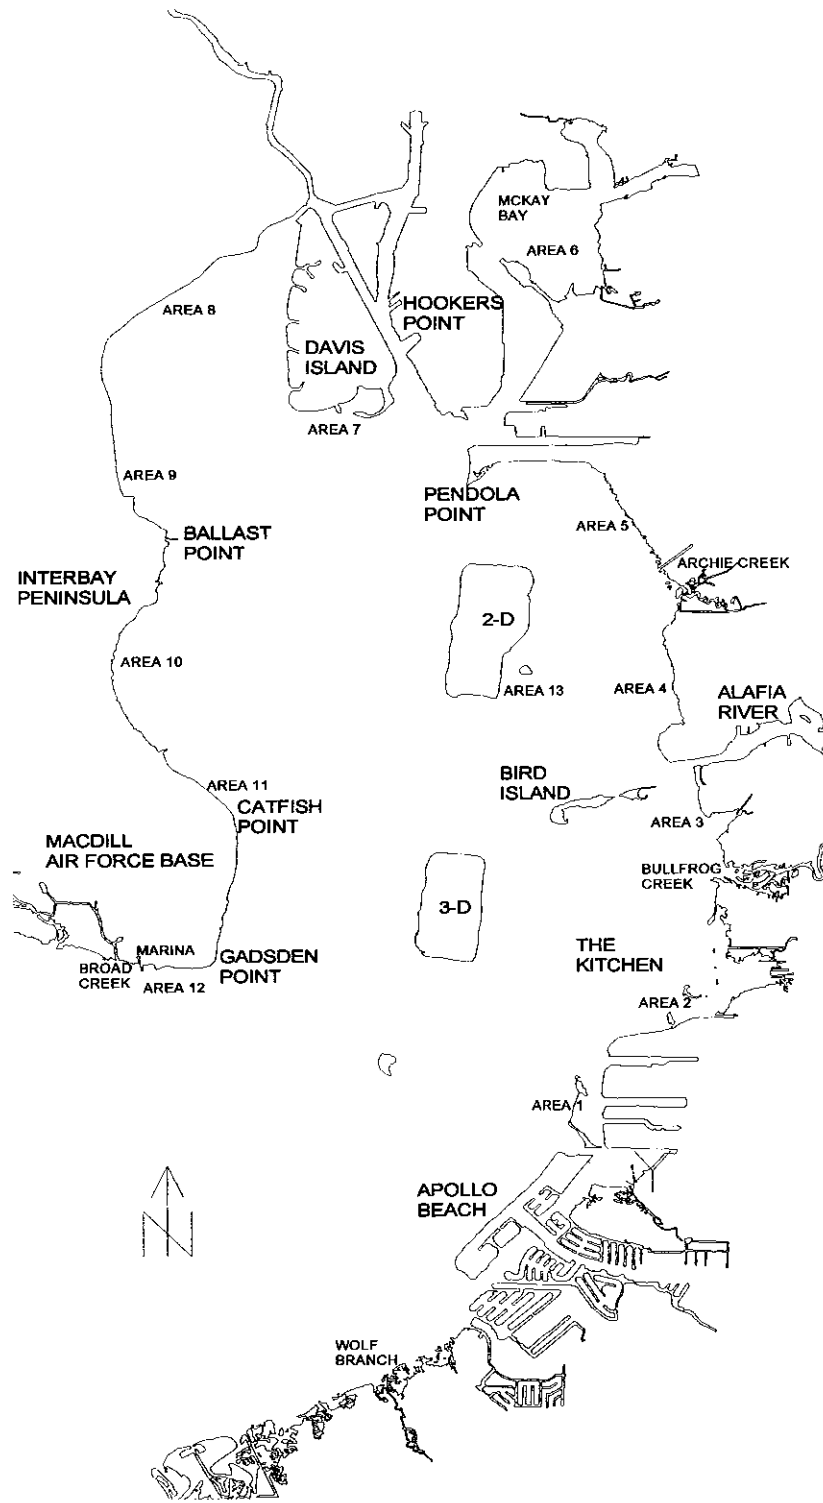 MCKAY
BAY
AREA 6
AREA 8
HOOKERS
POINT
DAVIS
ISLAND
AREA 7
AREA 9
PENDOLA
POINT
AREA 5
BALLAST
POINT
ARCHIE CREEK
INTERBAY
PENINSULA
2-D
AREA 10
AREA 13
AREA 4
ALAFIA
RIVER
BIRD
ISLAND
AREA 11
CATFISH
POINT
AREA 3
MACDILL
AIR FORCE BASE
BULLFROG
CREEK
3-D
MARINA
BROAD
CREEK
GADSDEN
POINT
THE
KITCHEN
AREA 12
AREA 2
AREA 1
APOLLO
BEACH
N
WOLF
BRANCH